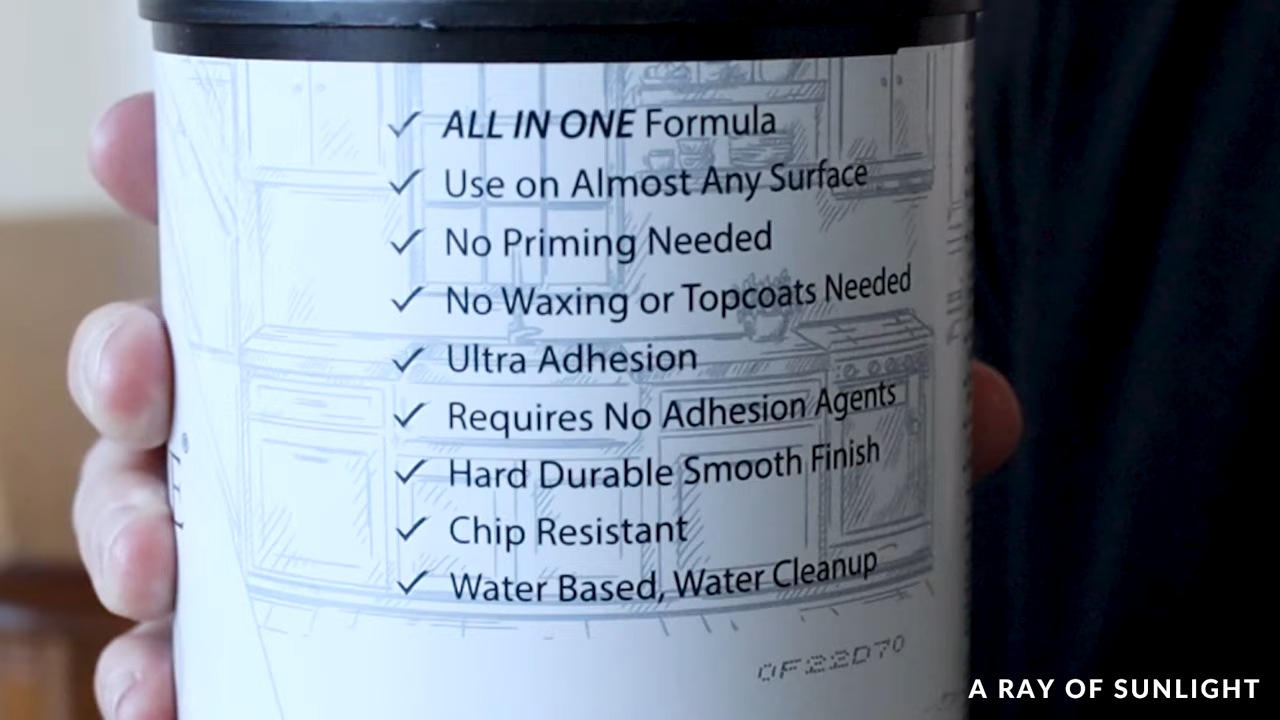 ✓ ALL IN ONE Formula
✓ Use on Almost Any Surface
✓ No Priming Needed
✓ No Waxing or Topcoats Needed
✓ Ultra Adhesion
✓ Requires No Adhesion Agents
✓ Hard Durable Smooth Finish
✓ Chip Resistant
✓ Water Based, Water Cleanup
0F22D70
A RAY OF SUNLIGHT